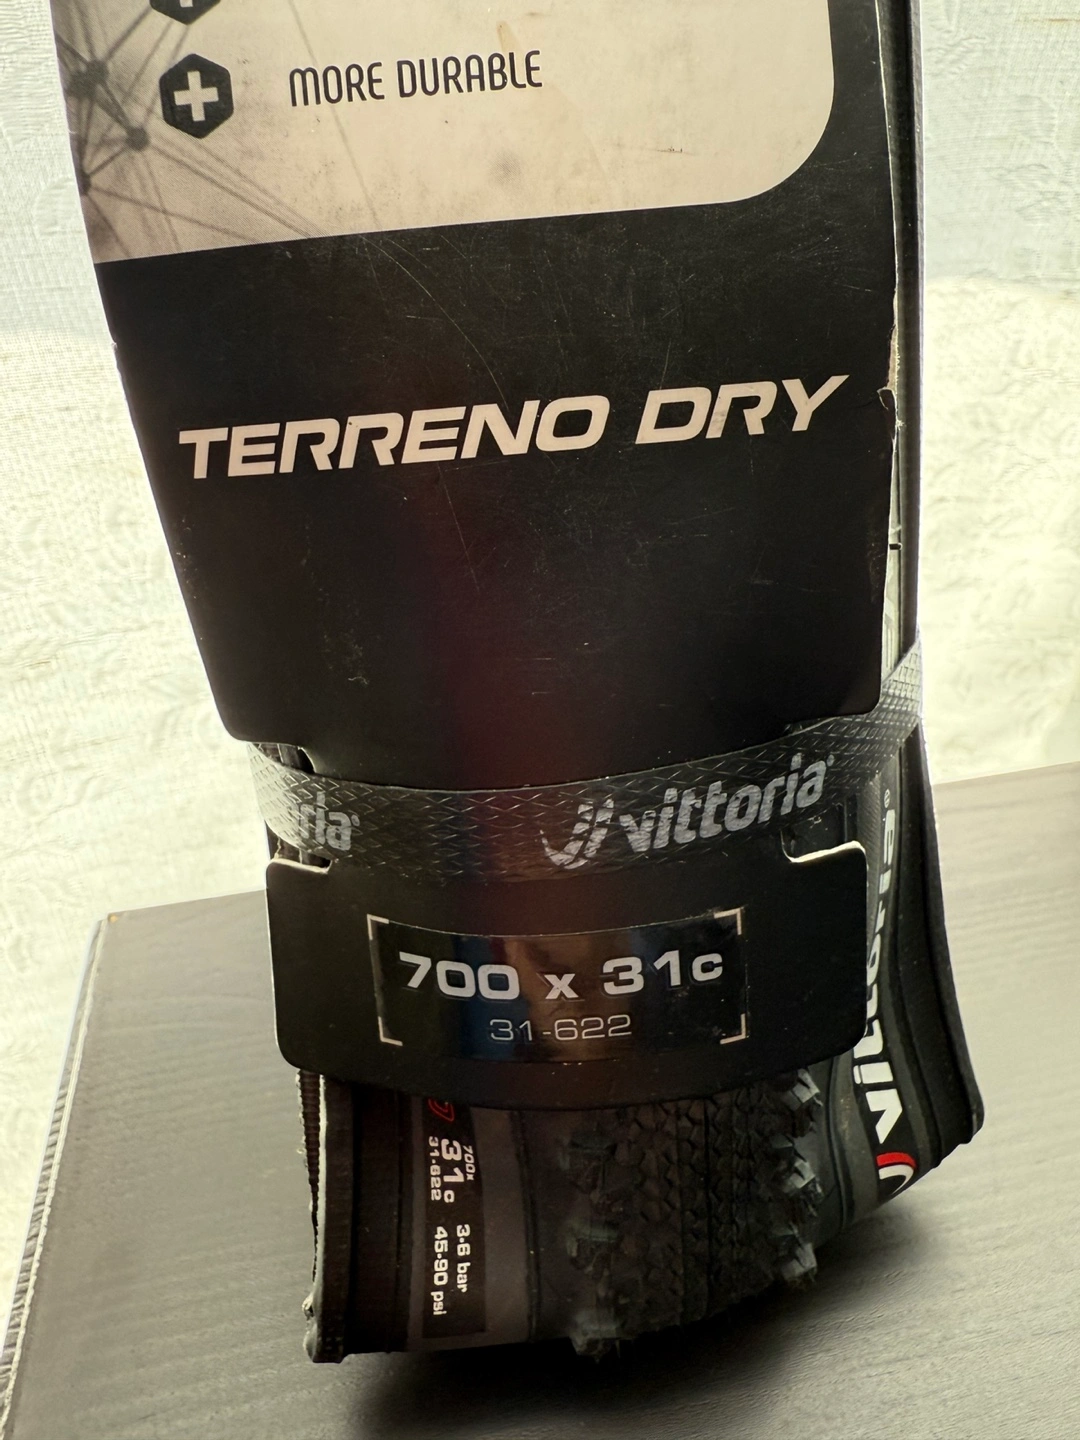 MORE DURABLE
TERRENO DRY
vittoria®
700 x 31c
31-622
vittoria®
700x
31c
31-622
3-6 bar
45-90 psi